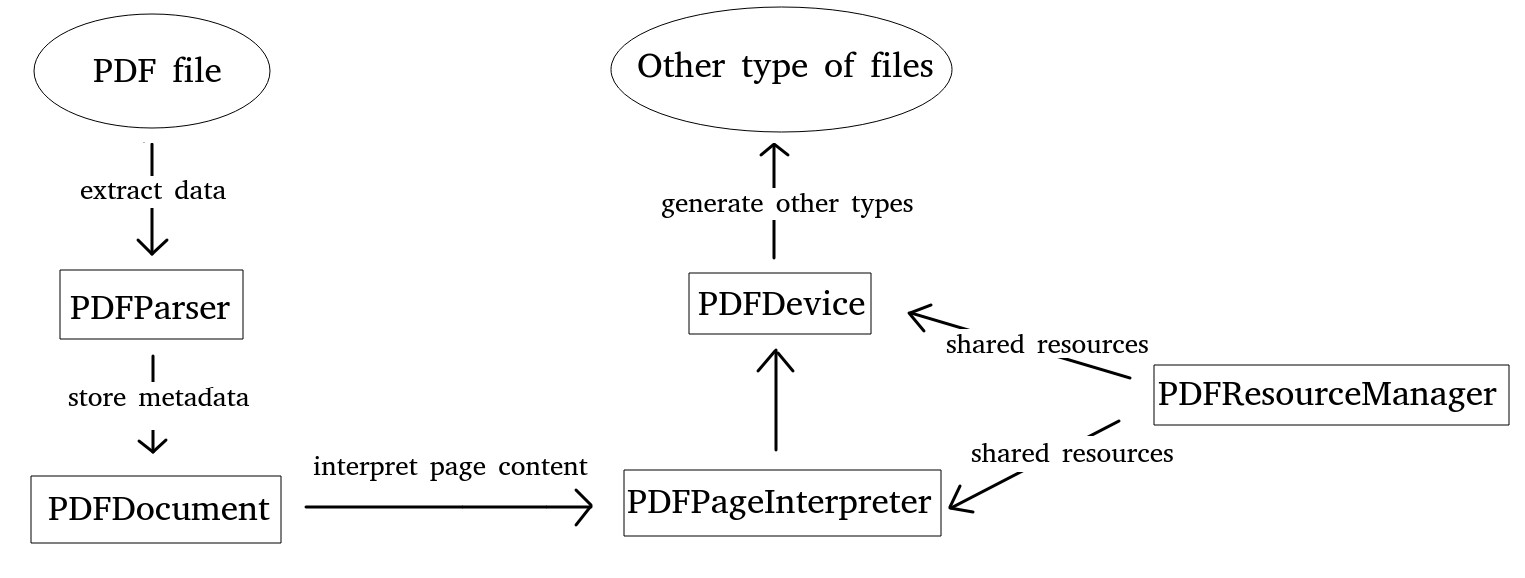 PDF file
extract data
PDFParser
store metadata
PDFDocument
interpret page content
Other type of files
generate other types
PDFDevice
PDFPageInterpreter
shared resources
PDFResourceManager
shared resources